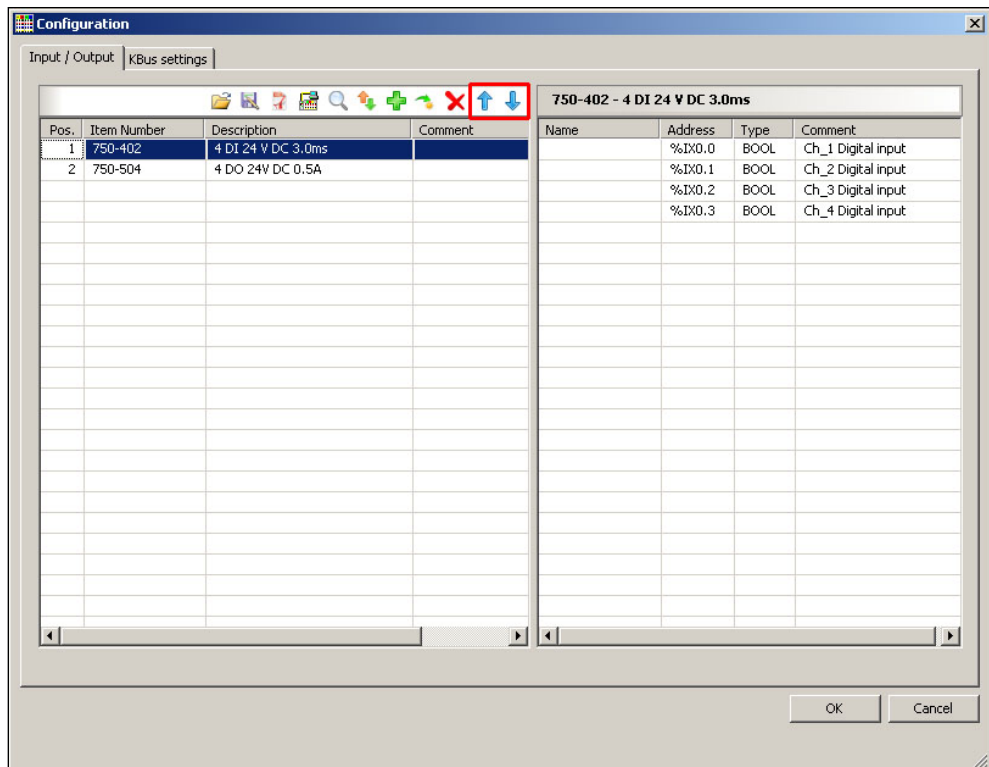 Configuration
Input / Output KBus settings
750-402 - 4 DI 24 V DC 3.0ms
Pos. Item Number Description Comment Name Address Type Comment
1 750-402 4 DI 24 V DC 3.0ms %IX0.0 BOOL Ch_1 Digital input
2 750-504 4 DO 24V DC 0.5A %IX0.1 BOOL Ch_2 Digital input
%IX0.2 BOOL Ch_3 Digital input
%IX0.3 BOOL Ch_4 Digital input
OK Cancel